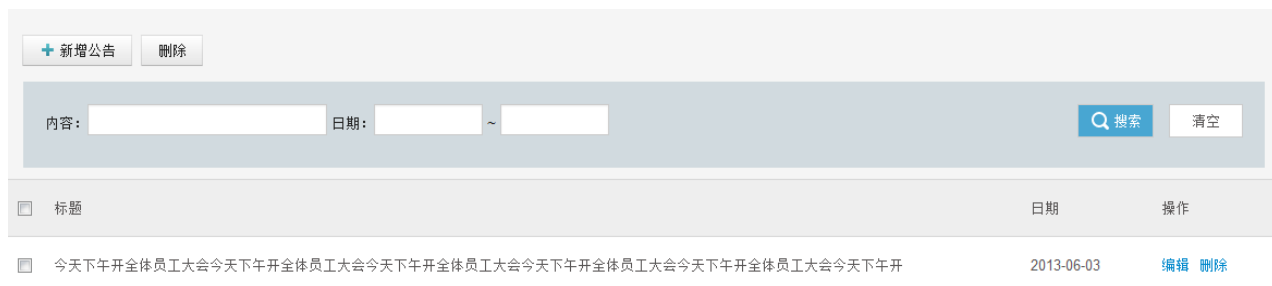 新增公告 删除
内容: 日期: ~ 搜索 清空
标题 日期 操作
今天下午开全体员工大会今天下午开全体员工大会今天下午开全体员工大会今天下午开全体员工大会今天下午开全体员工大会今天下午开 2013-06-03 编辑 删除